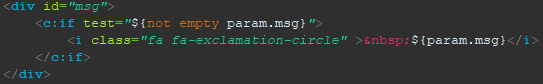 <div id="msg">
<c:if test="${not empty param.msg}">
<i class="fa fa-exclamation-circle" >&nbsp;${param.msg}</i>
</c:if>
</div>